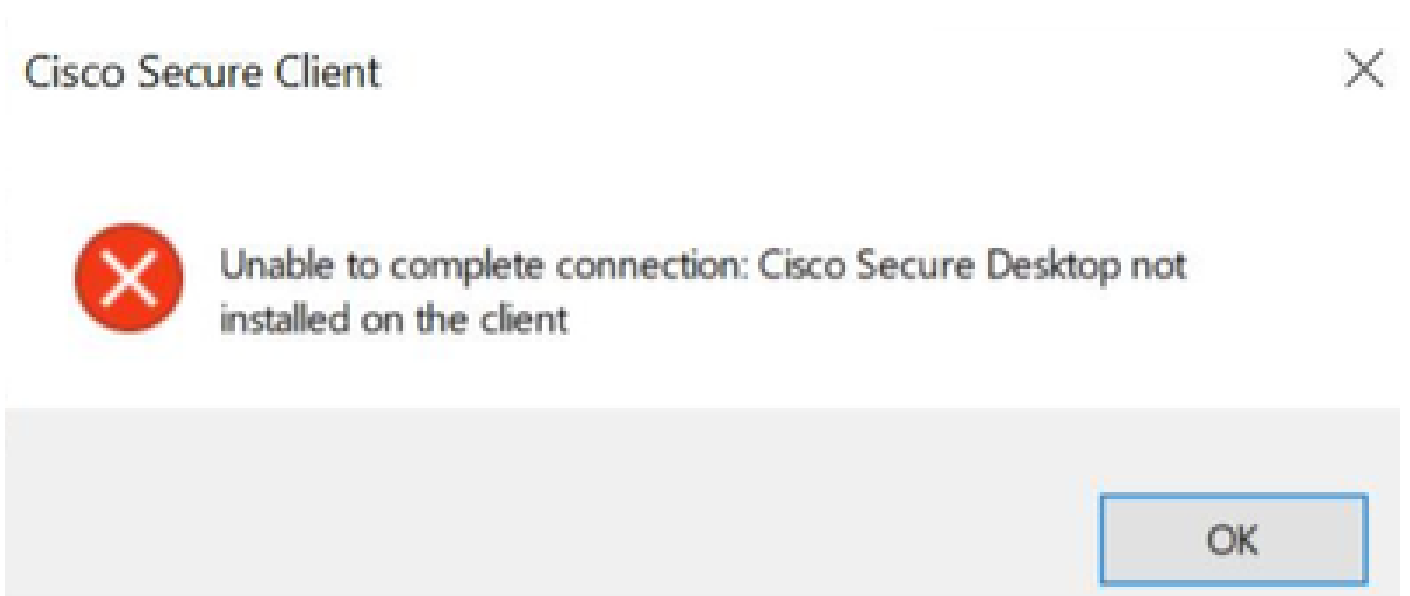 Cisco Secure Client
Unable to complete connection: Cisco Secure Desktop not
installed on the client
OK